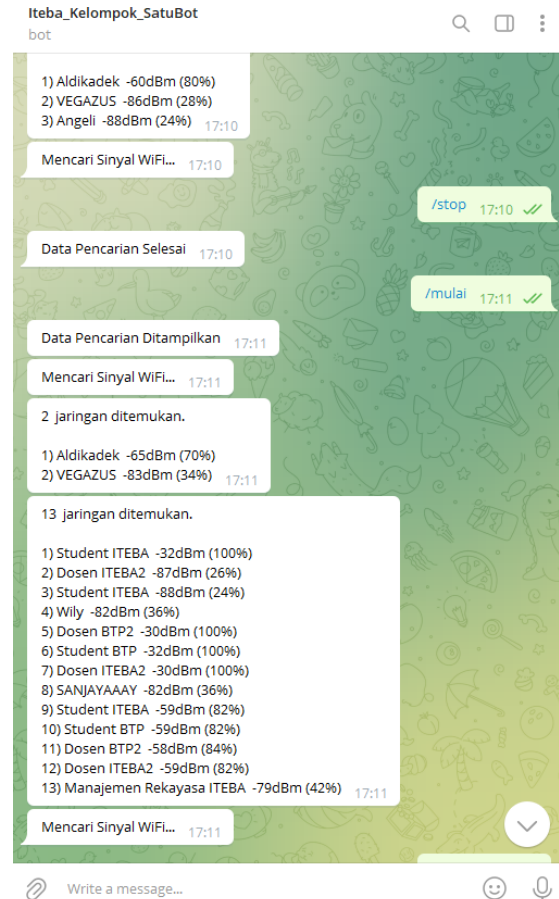 Iteba_Kelompok_SatuBot
bot
1) Aldikadek -60dBm (80%)
2) VEGAZUS -86dBm (28%)
3) Angeli -88dBm (24%) 17:10
Mencari Sinyal WiFi... 17:10
/stop 17:10
Data Pencarian Selesai 17:10
/mulai 17:11
Data Pencarian Ditampilkan 17:11
Mencari Sinyal WiFi... 17:11
2 jaringan ditemukan.
1) Aldikadek -65dBm (70%)
2) VEGAZUS -83dBm (34%) 17:11
13 jaringan ditemukan.
1) Student ITEBA -32dBm (100%)
2) Dosen ITEBA2 -87dBm (26%)
3) Student ITEBA -88dBm (24%)
4) Wily -82dBm (36%)
5) Dosen BTP2 -30dBm (100%)
6) Student BTP -32dBm (100%)
7) Dosen ITEBA2 -30dBm (100%)
8) SANJAYAAAY -82dBm (36%)
9) Student ITEBA -59dBm (82%)
10) Student BTP -59dBm (82%)
11) Dosen BTP2 -58dBm (84%)
12) Dosen ITEBA2 -59dBm (82%)
13) Manajemen Rekayasa ITEBA -79dBm (42%) 17:11
Mencari Sinyal WiFi... 17:11
Write a message...